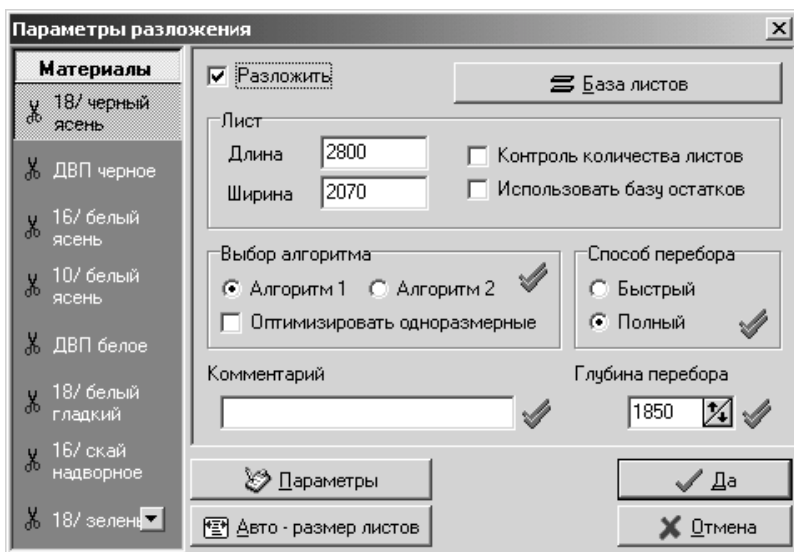 Параметры разложения
Материалы
18/ черный
ясень
ДВП черное
16/ белый
ясень
10/ белый
ясень
ДВП белое
18/ белый
гладкий
16/ скай
надворное
18/ зелень
Разложить
База листов
Лист
Длина 2800
Контроль количества листов
Ширина 2070
Использовать базу остатков
Выбор алгоритма
Алгоритм 1 Алгоритм 2
Оптимизировать одноразмерные
Способ перебора
Быстрый
Полный
Комментарий
Глубина перебора
1850
Параметры
Да
Авто - размер листов
Отмена